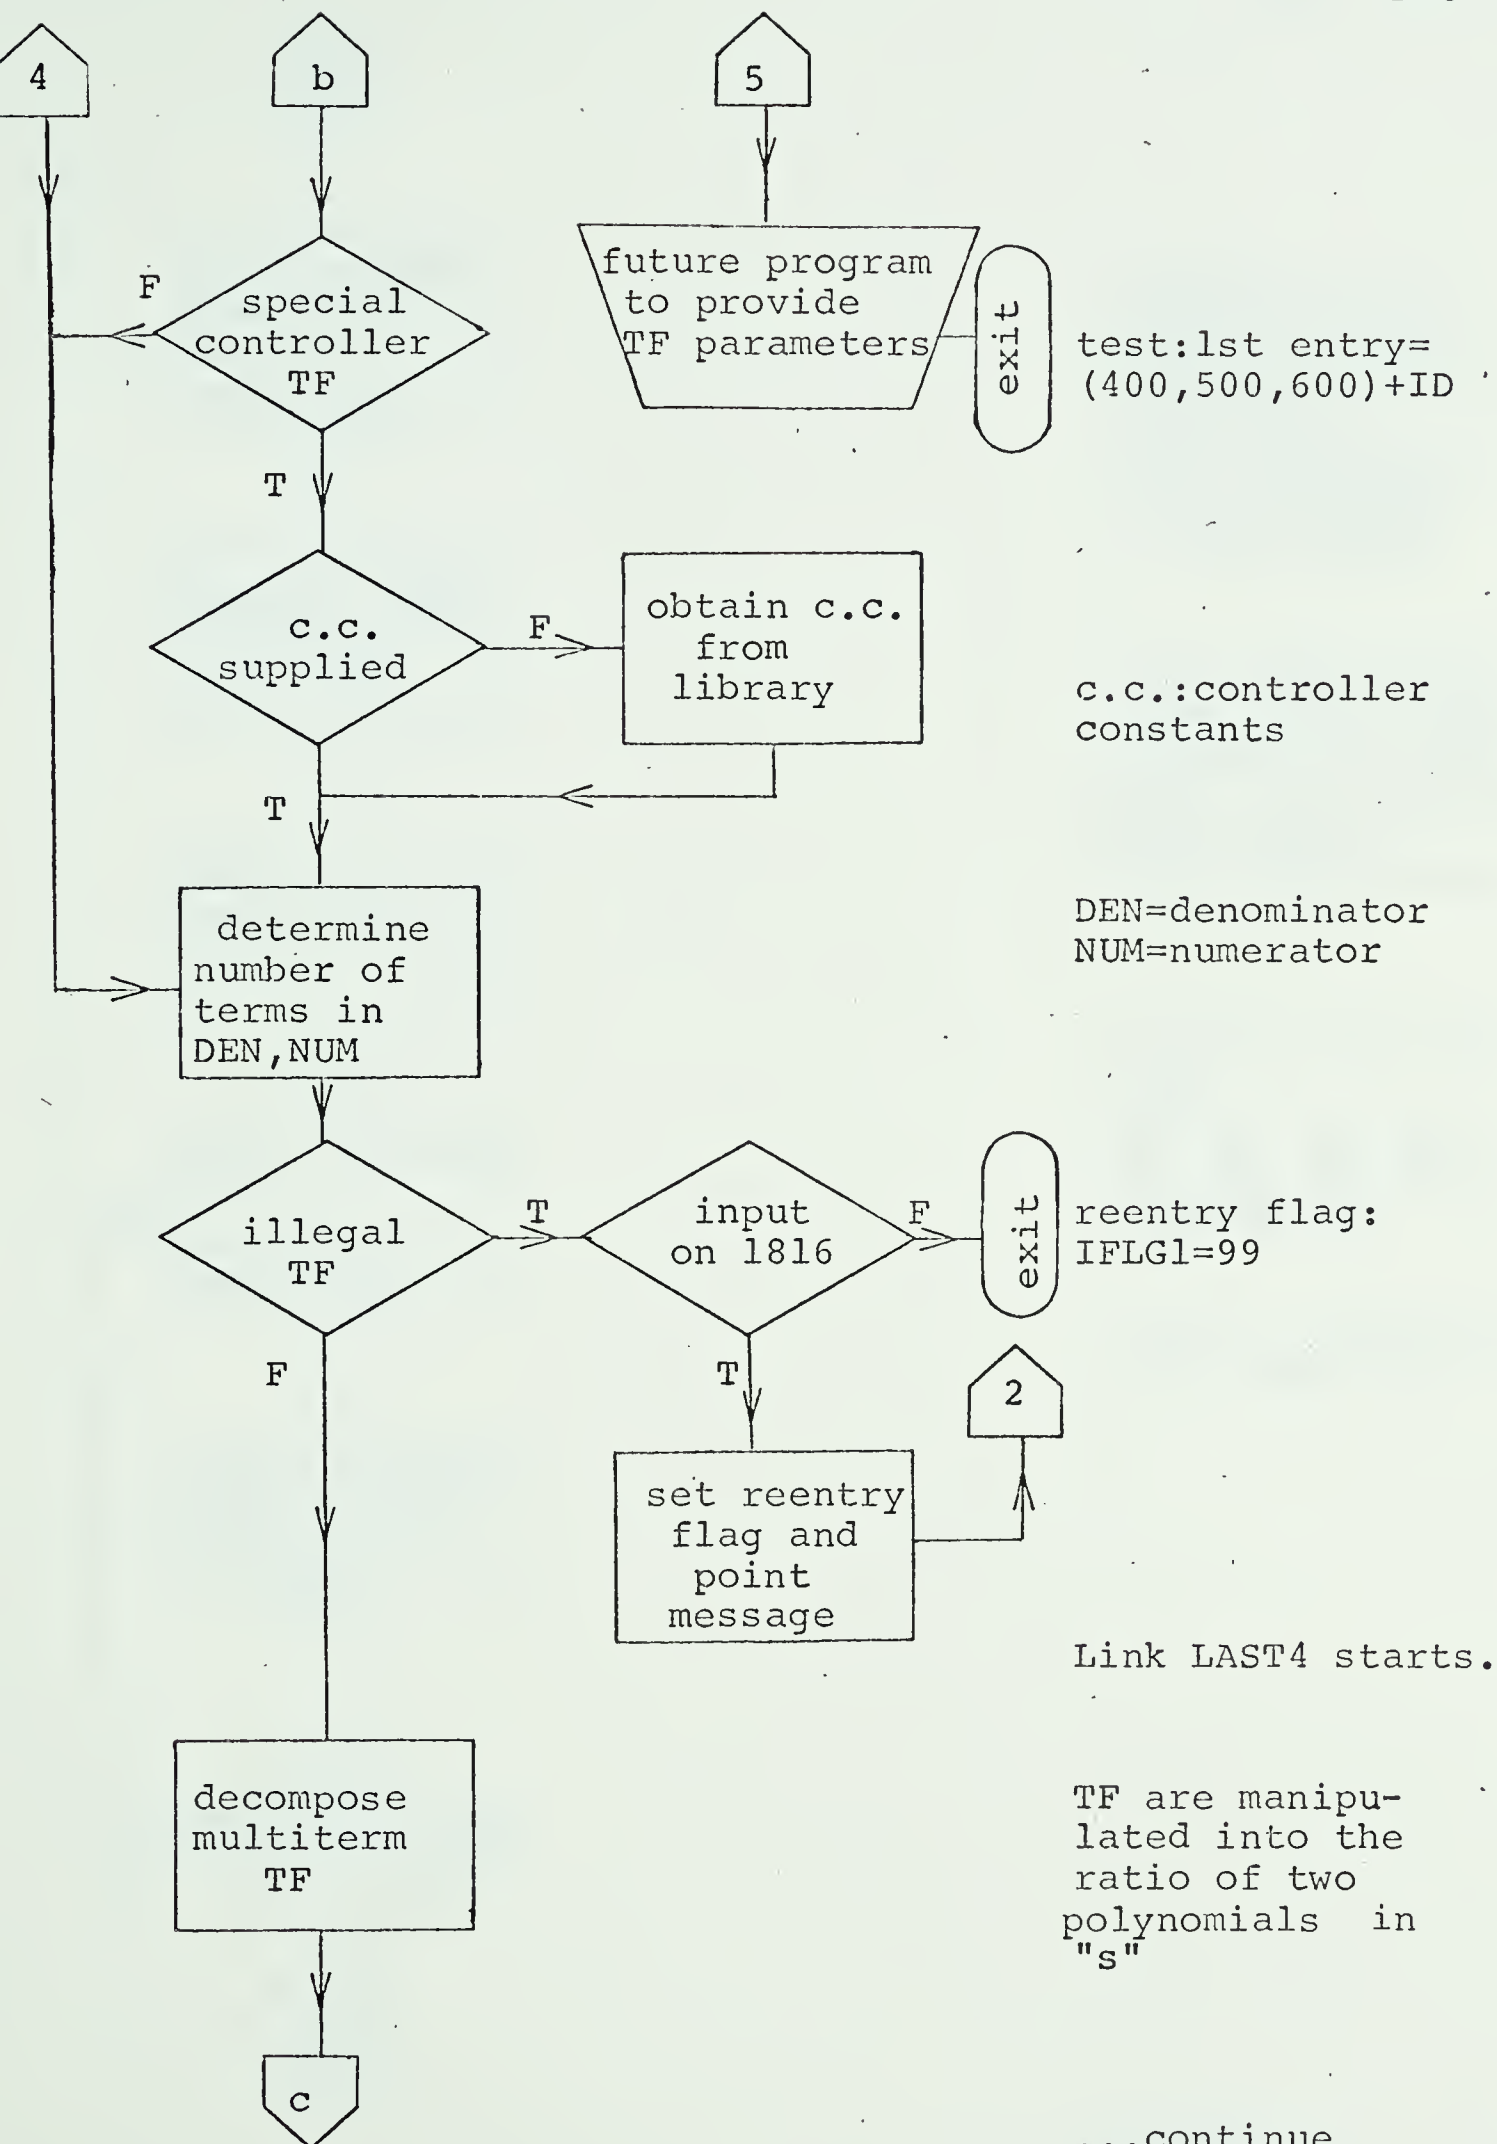 4
b
5
F
special
controller
TF
future program
to provide
TF parameters
exit
test:1st entry=
(400,500,600)+ID
T
c.c.
supplied
F
obtain c.c.
from
library
c.c.:controller
constants
T
determine
number of
terms in
DEN,NUM
DEN=denominator
NUM=numerator
illegal
TF
T
input
on 1816
F
exit
reentry flag:
IFLG1=99
F
T
2
set reentry
flag and
point
message
Link LAST4 starts.
decompose
multiterm
TF
TF are manipu-
lated into the
ratio of two
polynomials in
"s"
c
...continue